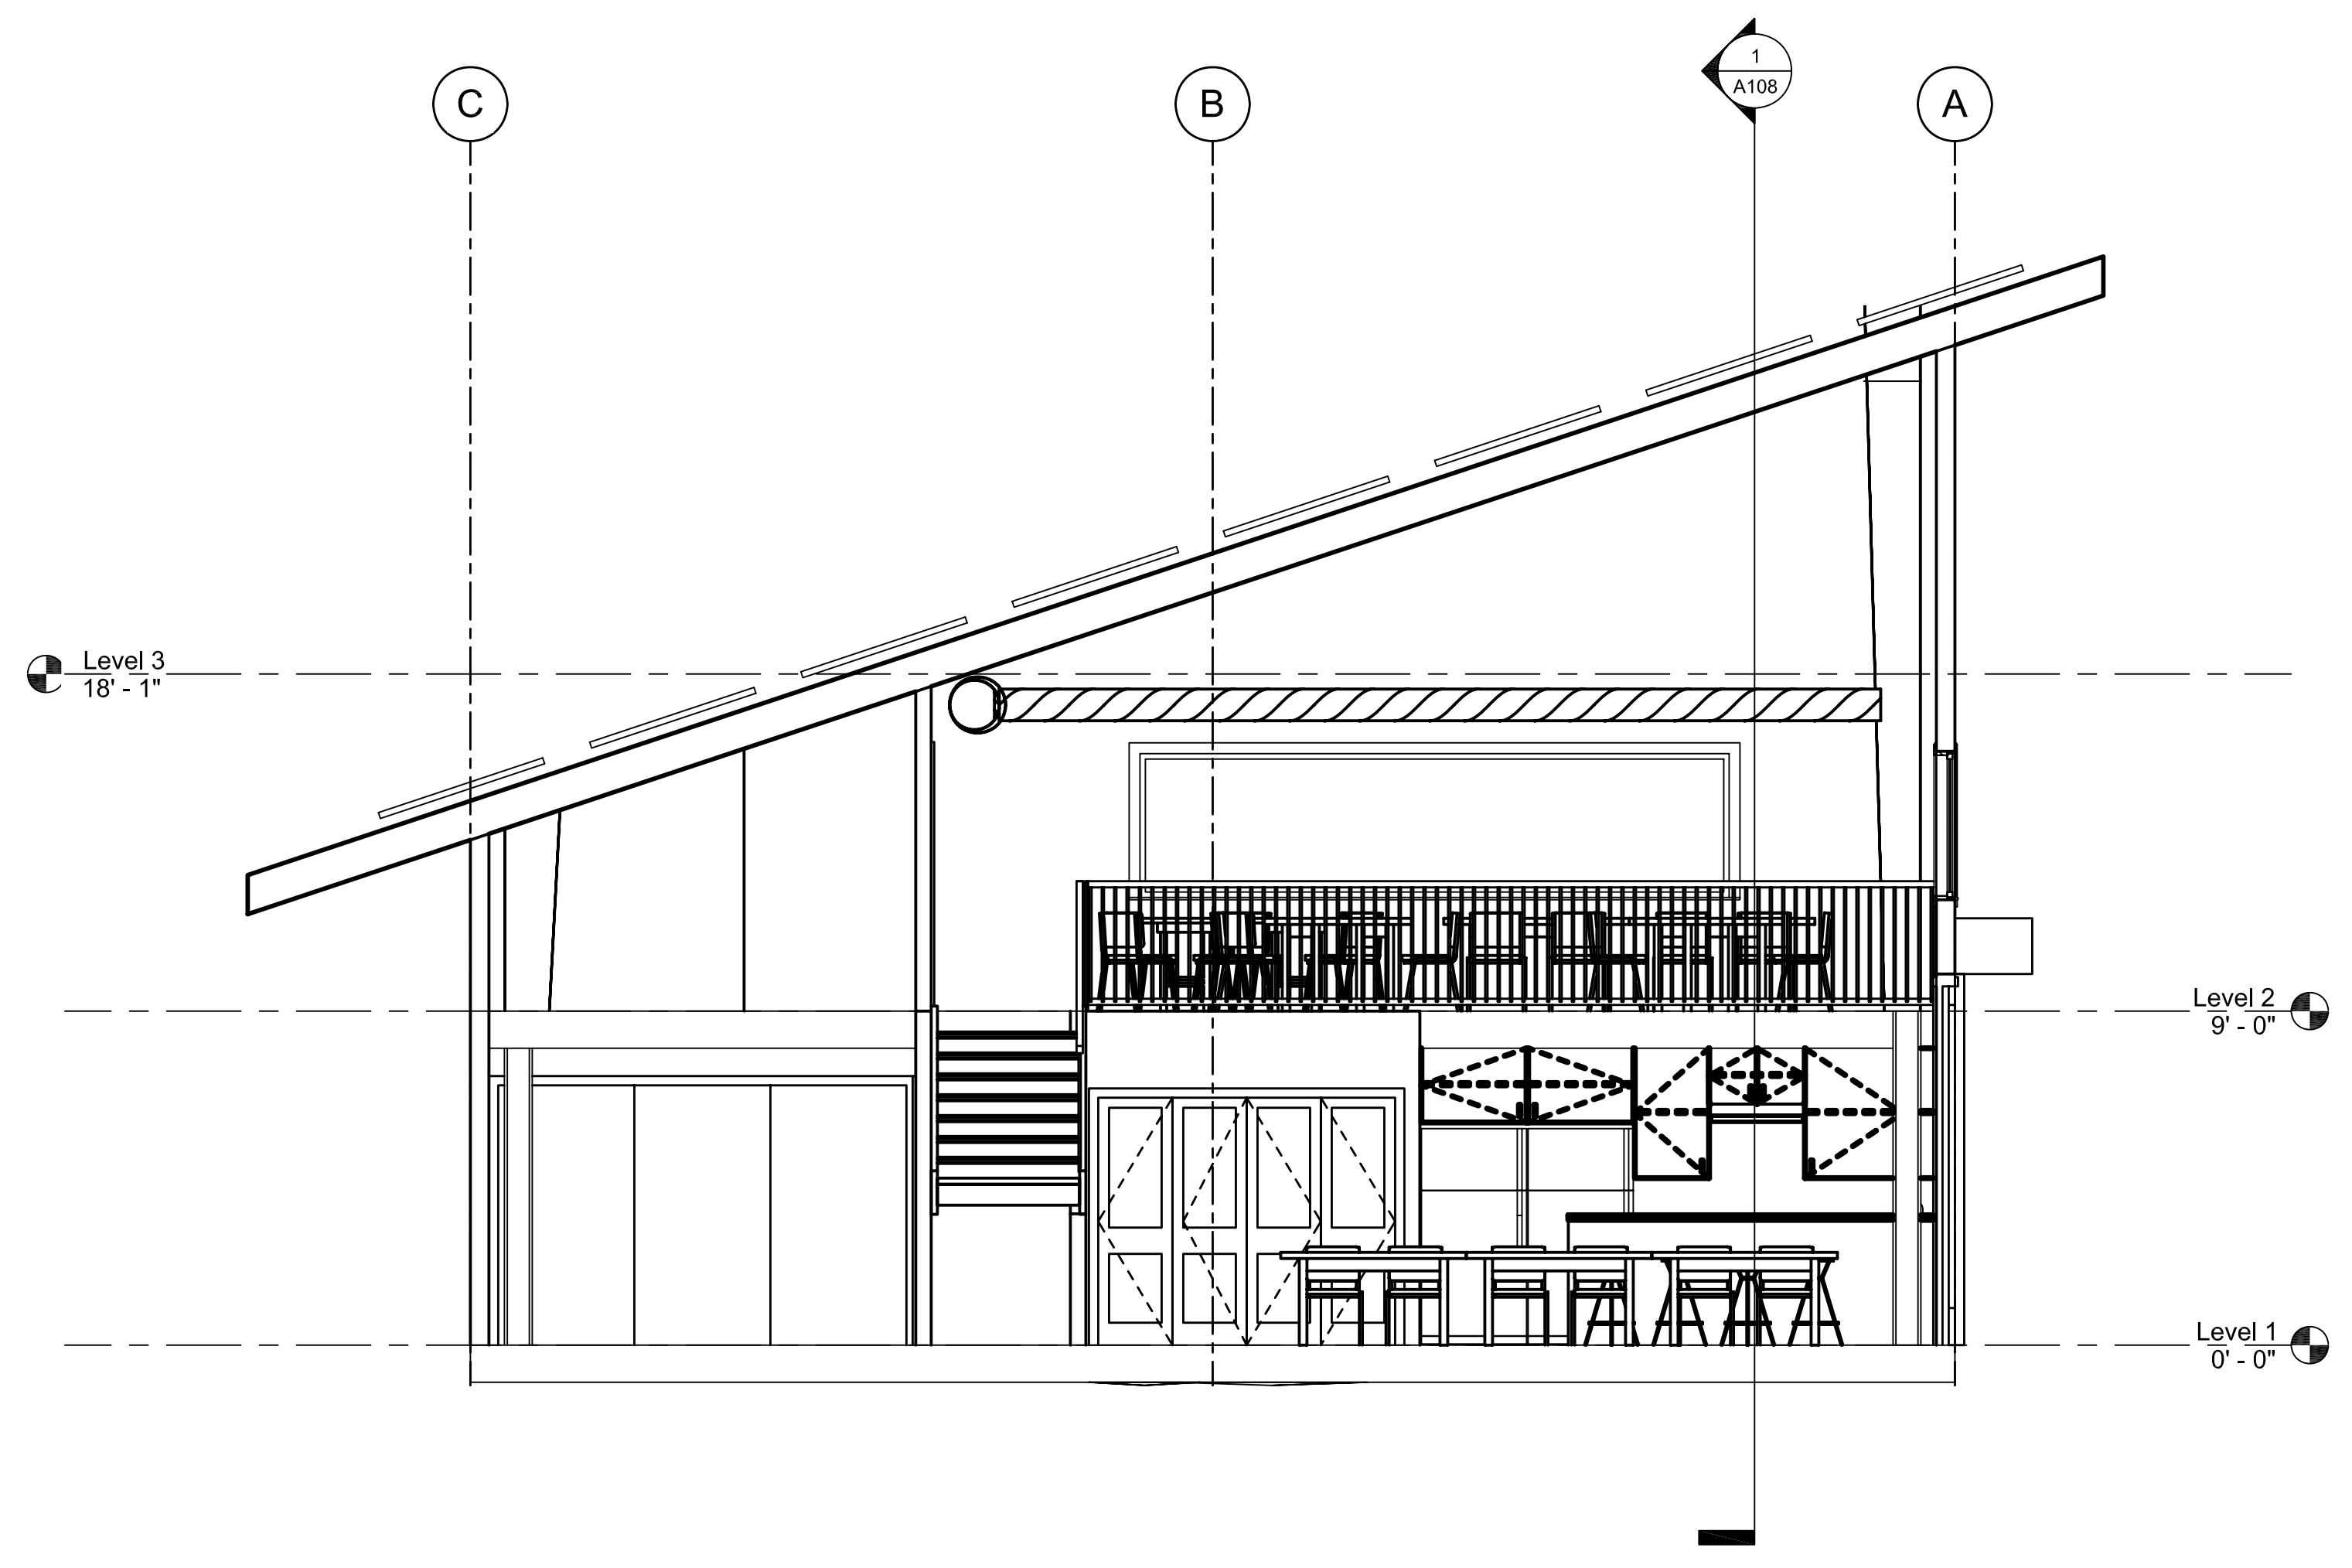 1
A108
C
B
A
Level 3
18' - 1"
Level 2
9' - 0"
Level 1
0' - 0"